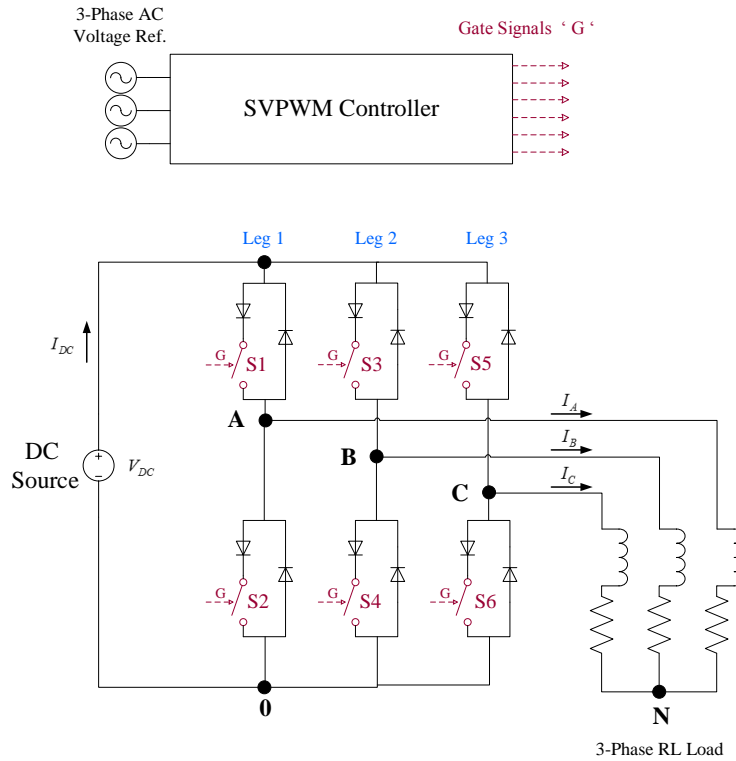 3-Phase AC
Voltage Ref.
Gate Signals ‘ G ‘
SVPWM Controller
Leg 1
Leg 2
Leg 3
I_DC
G
S1
G
S3
G
S5
A
I_A
B
I_B
C
I_C
DC
Source
+
−
V_DC
G
S2
G
S4
G
S6
0
N
3-Phase RL Load